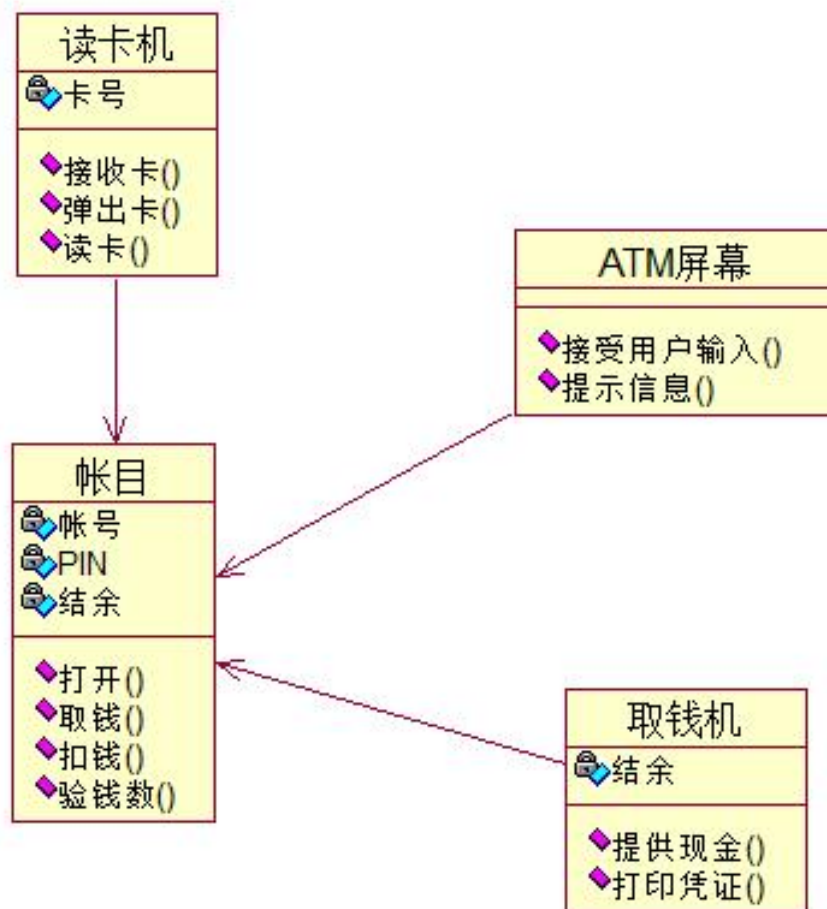 读卡机
卡号
接收卡()
弹出卡()
读卡()
ATM屏幕
接受用户输入()
提示信息()
帐目
帐号
PIN
结余
打开()
取钱()
扣钱()
验钱数()
取钱机
结余
提供现金()
打印凭证()